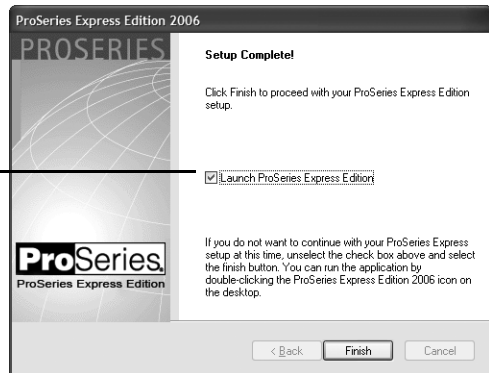 ProSeries Express Edition 2006
PROSERIES
Setup Complete!
Click Finish to proceed with your ProSeries Express Edition
setup.
Launch ProSeries Express Edition
If you do not want to continue with your ProSeries Express
setup at this time, unselect the check box above and select
the finish button. You can run the application by
double-clicking the ProSeries Express Edition 2006 icon on
the desktop.
ProSeries.
ProSeries Express Edition
< Back
Finish
Cancel